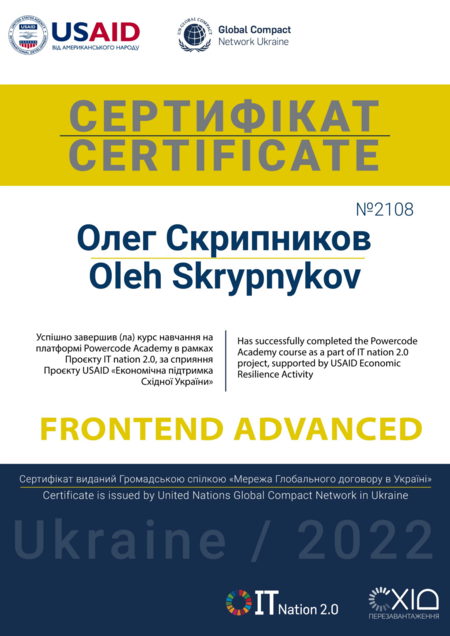 USAID
ВІД АМЕРИКАНСЬКОГО НАРОДУ
Global Compact
Network Ukraine
СЕРТИФІКАТ
CERTIFICATE
№2108
Олег Скрипников
Oleh Skrypnykov
Успішно завершив (ла) курс навчання на
платформі Powercode Academy в рамках
Проєкту IT nation 2.0, за сприяння
Проєкту USAID «Економічна підтримка
Східної України»
Has successfully completed the Powercode
Academy course as a part of IT nation 2.0
project, supported by USAID Economic
Resilience Activity
FRONTEND ADVANCED
Сертифікат виданий Громадською спілкою «Мережа Глобального договору в Україні»
Certificate is issued by United Nations Global Compact Network in Ukraine
Ukraine / 2022
IT Nation 2.0
СХІD
ПЕРЕЗАВАНТАЖЕННЯ